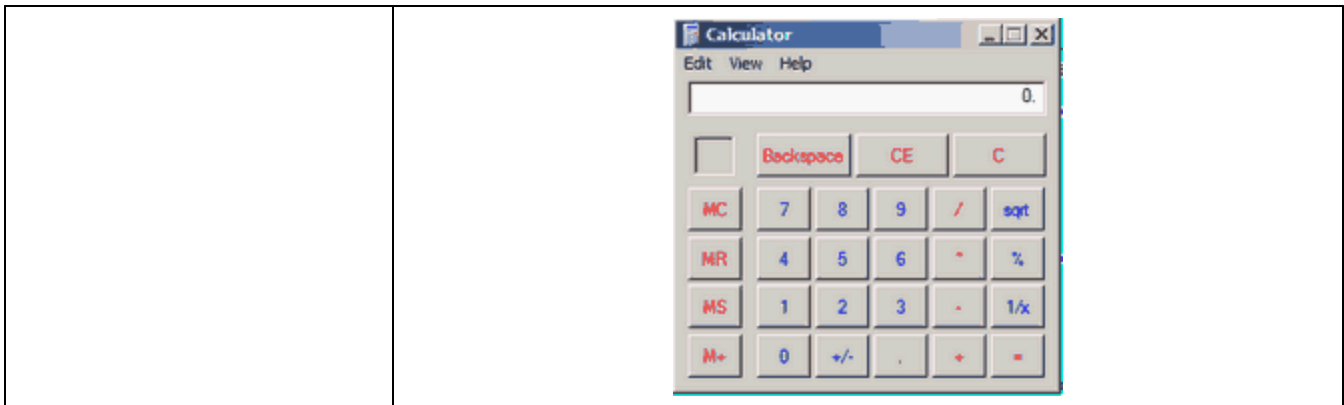 Calculator
Edit View Help
0.
Backspace CE C
MC 7 8 9 / sqrt
MR 4 5 6 * %
MS 1 2 3 - 1/x
M+ 0 +/- . + =